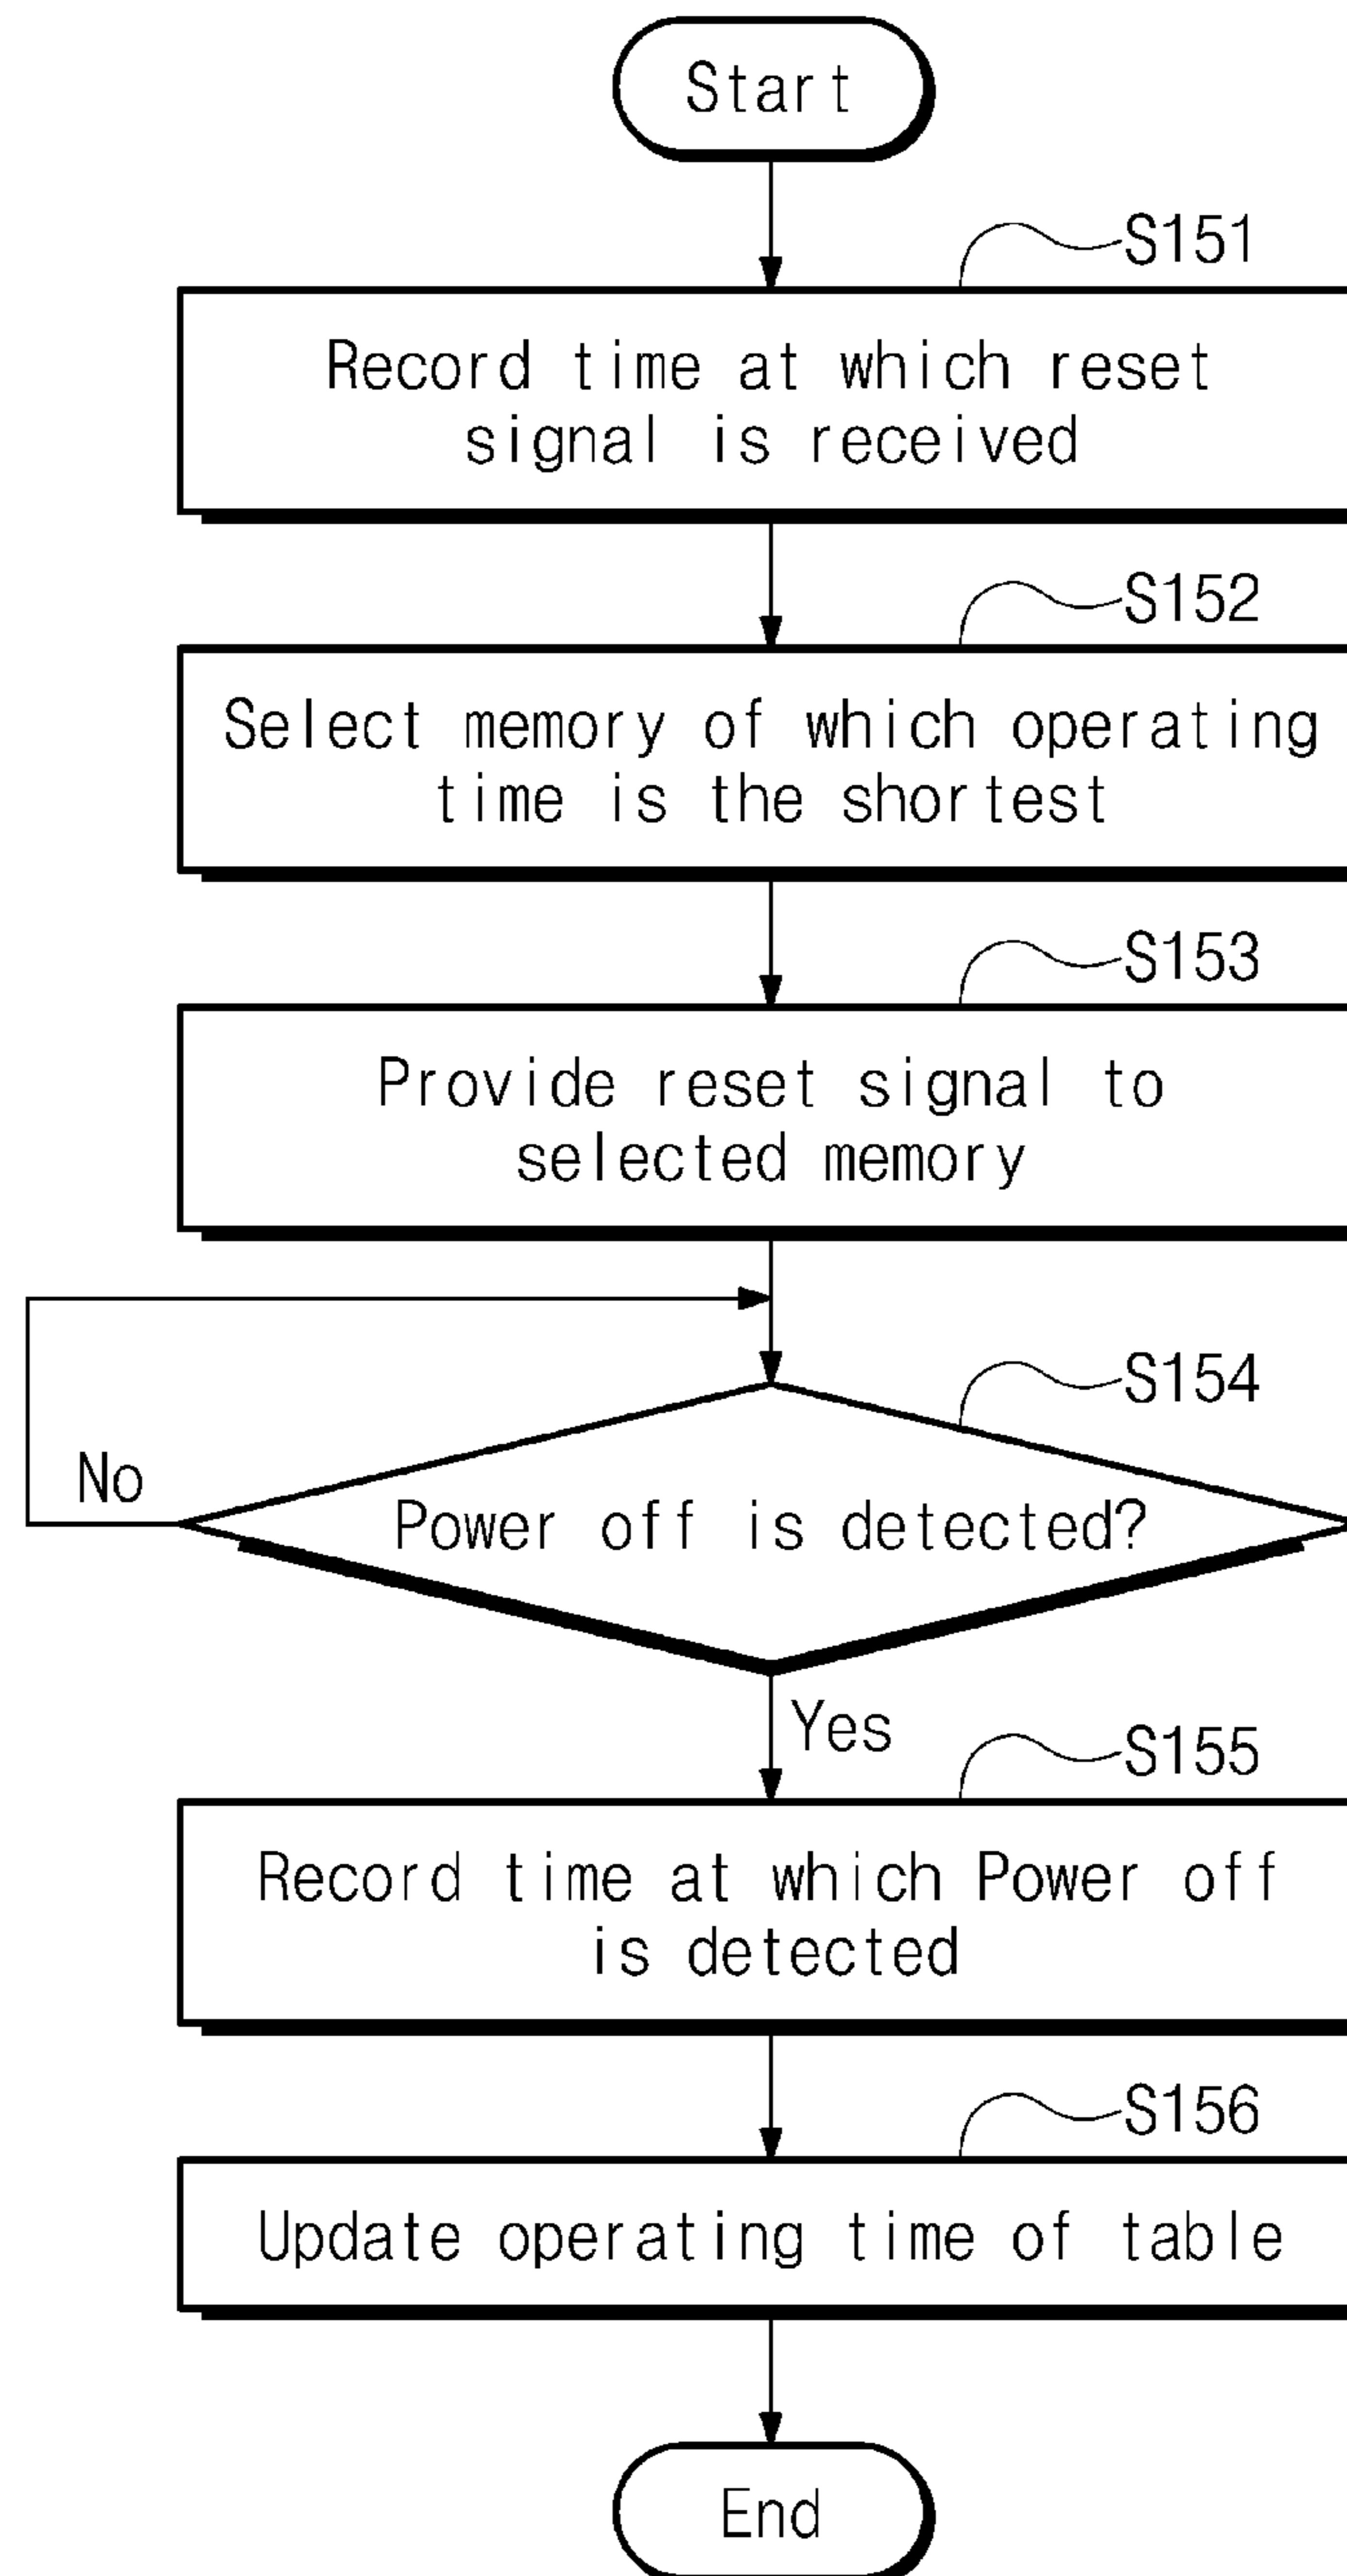 Start
S151
Record time at which reset
signal is received
S152
Select memory of which operating
time is the shortest
S153
Provide reset signal to
selected memory
S154
No
Power off is detected?
Yes
S155
Record time at which Power off
is detected
S156
Update operating time of table
End